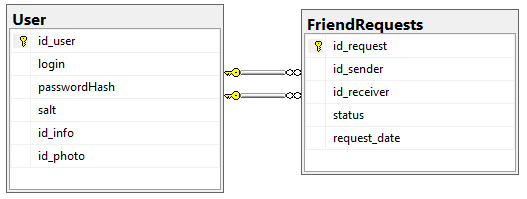 User
id_user
login
passwordHash
salt
id_info
id_photo
FriendRequests
id_request
id_sender
id_receiver
status
request_date